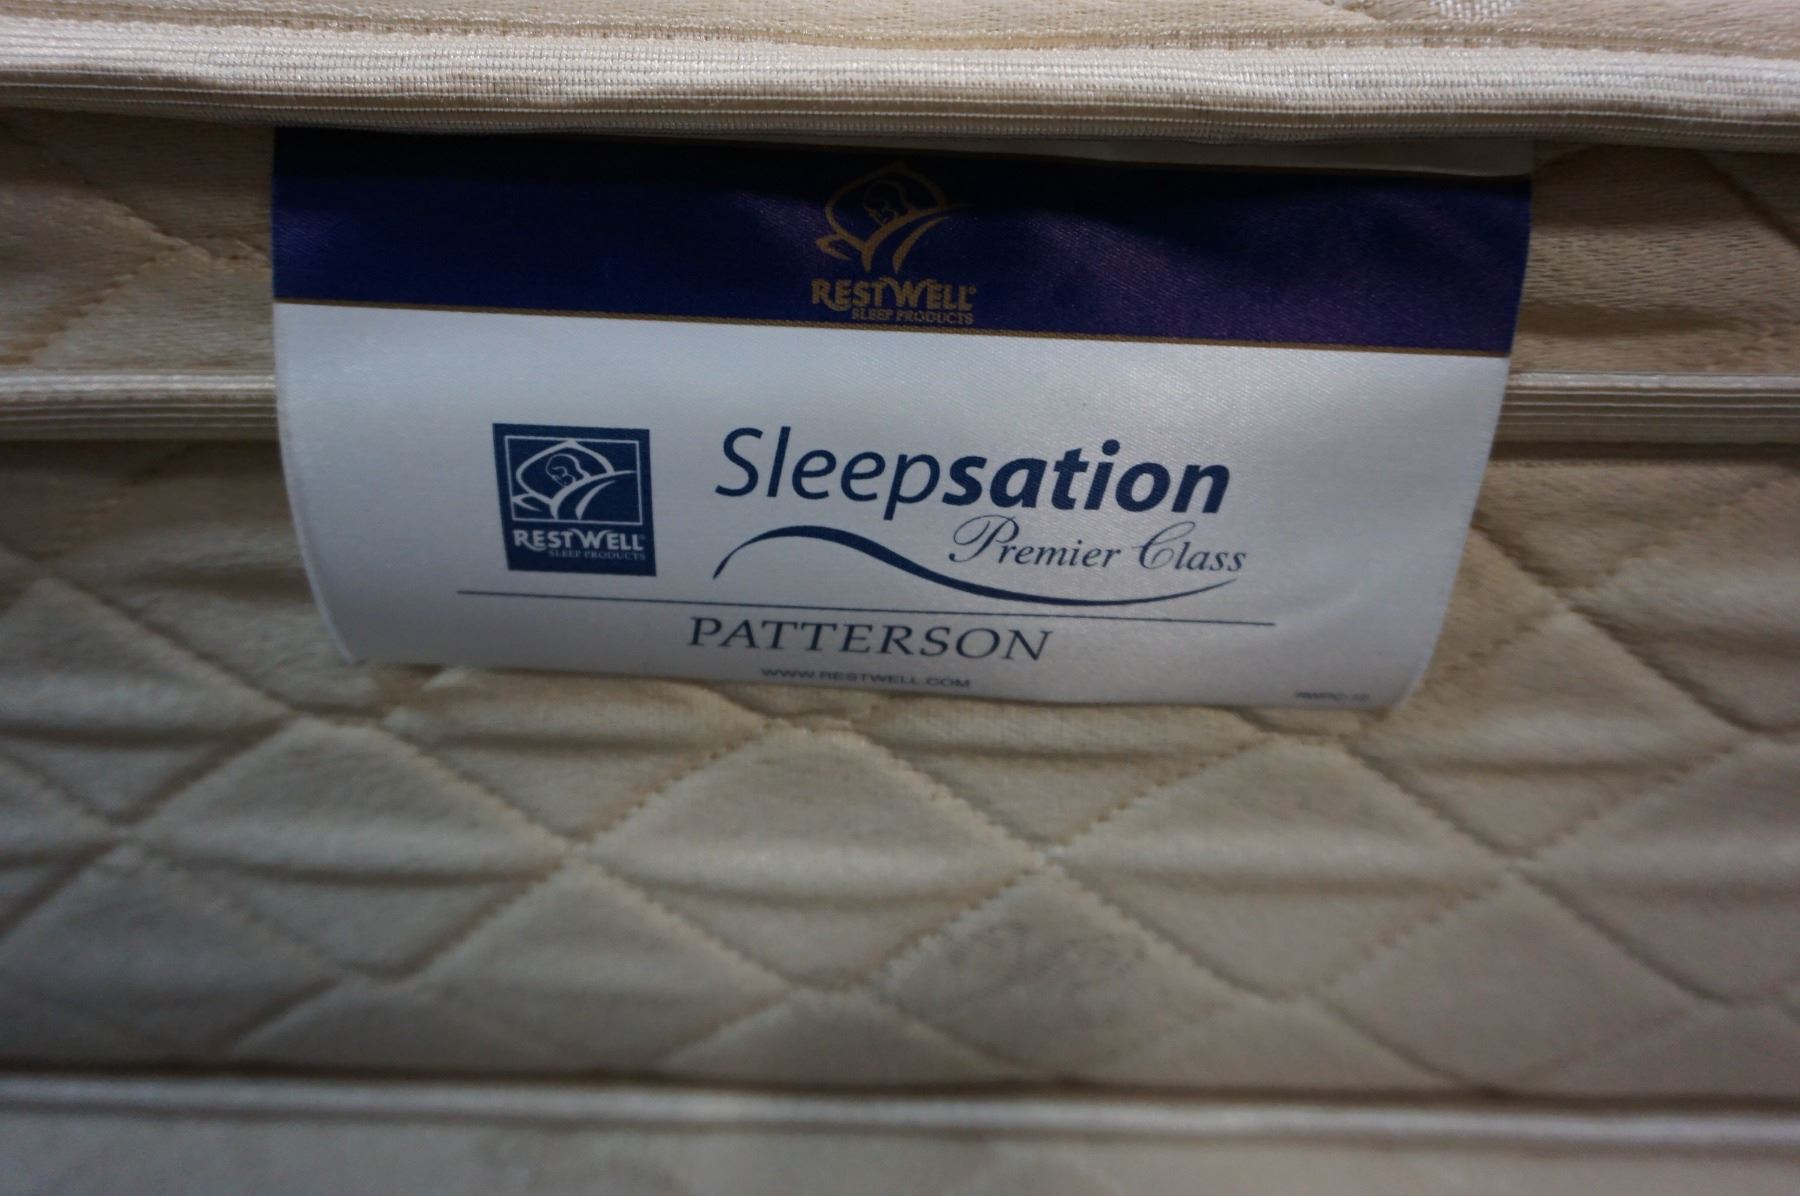 RESTWELL®
SLEEP PRODUCTS
Sleepsation
Premier Class
RESTWELL®
SLEEP PRODUCTS
PATTERSON
WWW.RESTWELL.COM